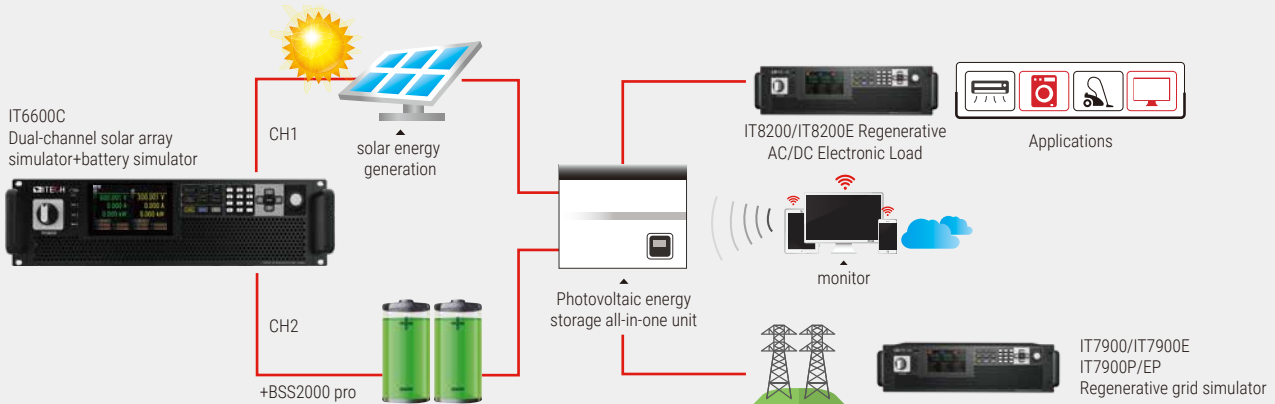 IT6600C
Dual-channel solar array
simulator+battery simulator
ITECH
CH1
solar energy
generation
CH2
+BSS2000 pro
Photovoltaic energy
storage all-in-one unit
IT8200/IT8200E Regenerative
AC/DC Electronic Load
Applications
monitor
IT7900/IT7900E
IT7900P/EP
Regenerative grid simulator